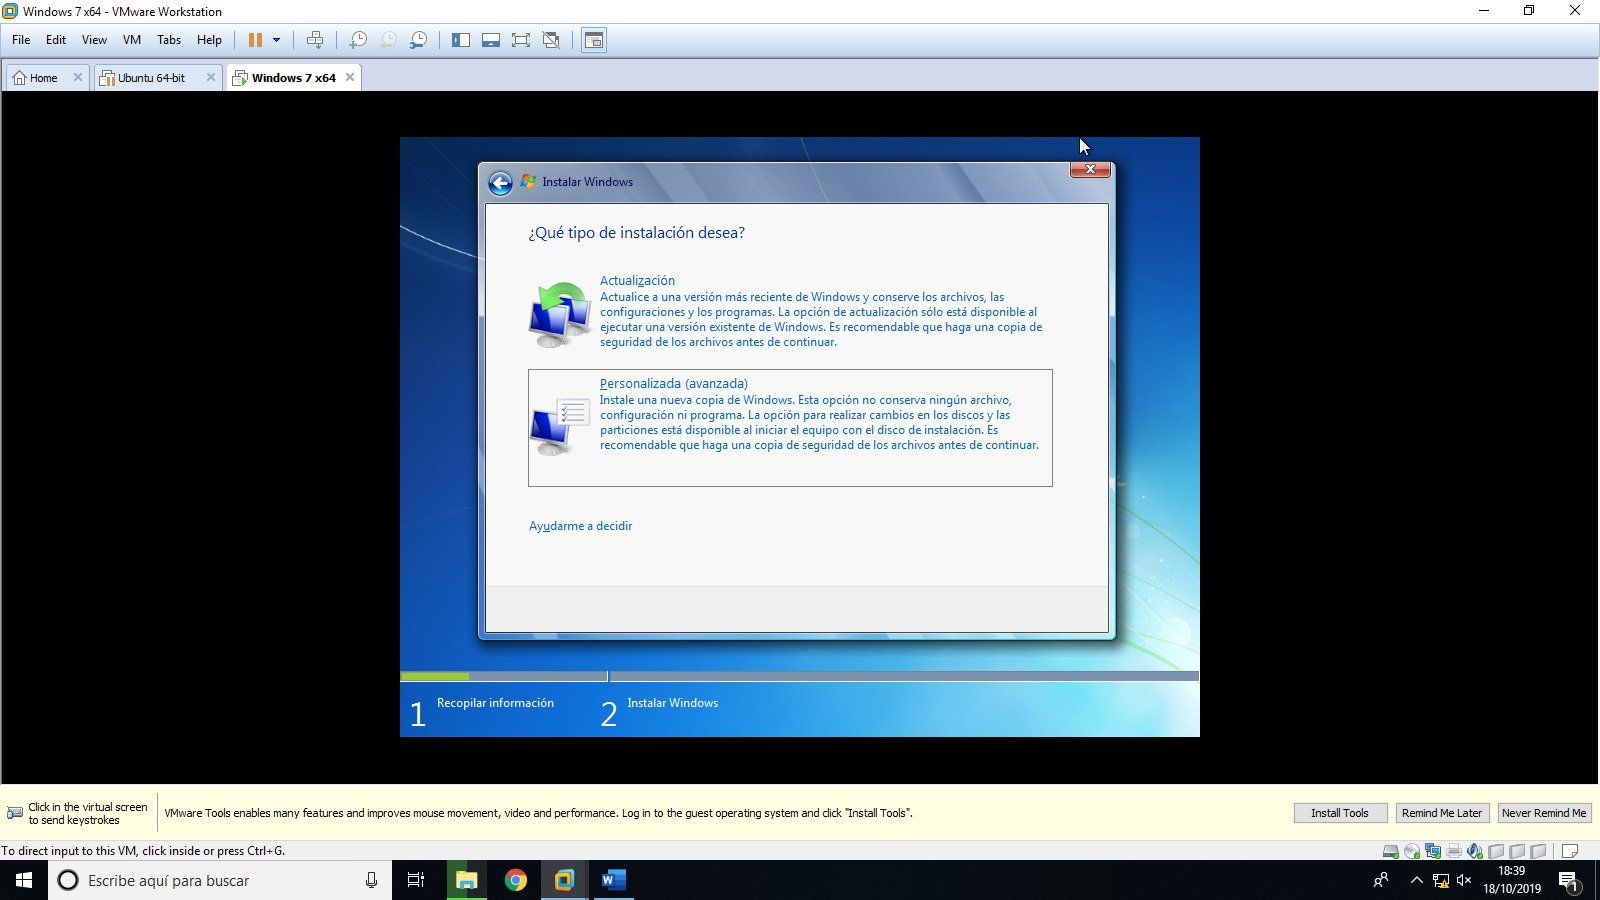 Windows 7 x64 - VMware Workstation
File Edit View VM Tabs Help
Home Ubuntu 64-bit Windows 7 x64
Instalar Windows
¿Qué tipo de instalación desea?
Actualización
Actualice a una versión más reciente de Windows y conserve los archivos, las
configuraciones y los programas. La opción de actualización sólo está disponible al
ejecutar una versión existente de Windows. Es recomendable que haga una copia de
seguridad de los archivos antes de continuar.
Personalizada (avanzada)
Instale una nueva copia de Windows. Esta opción no conserva ningún archivo,
configuración ni programa. La opción para realizar cambios en los discos y las
particiones está disponible al iniciar el equipo con el disco de instalación. Es
recomendable que haga una copia de seguridad de los archivos antes de continuar.
Ayudarme a decidir
1 Recopilar información 2 Instalar Windows
Click in the virtual screen
to send keystrokes
VMware Tools enables many features and improves mouse movement, video and performance. Log in to the guest operating system and click "Install Tools".
Install Tools Remind Me Later Never Remind Me
To direct input to this VM, click inside or press Ctrl+G.
Escribe aquí para buscar
W
18:39
18/10/2019
1